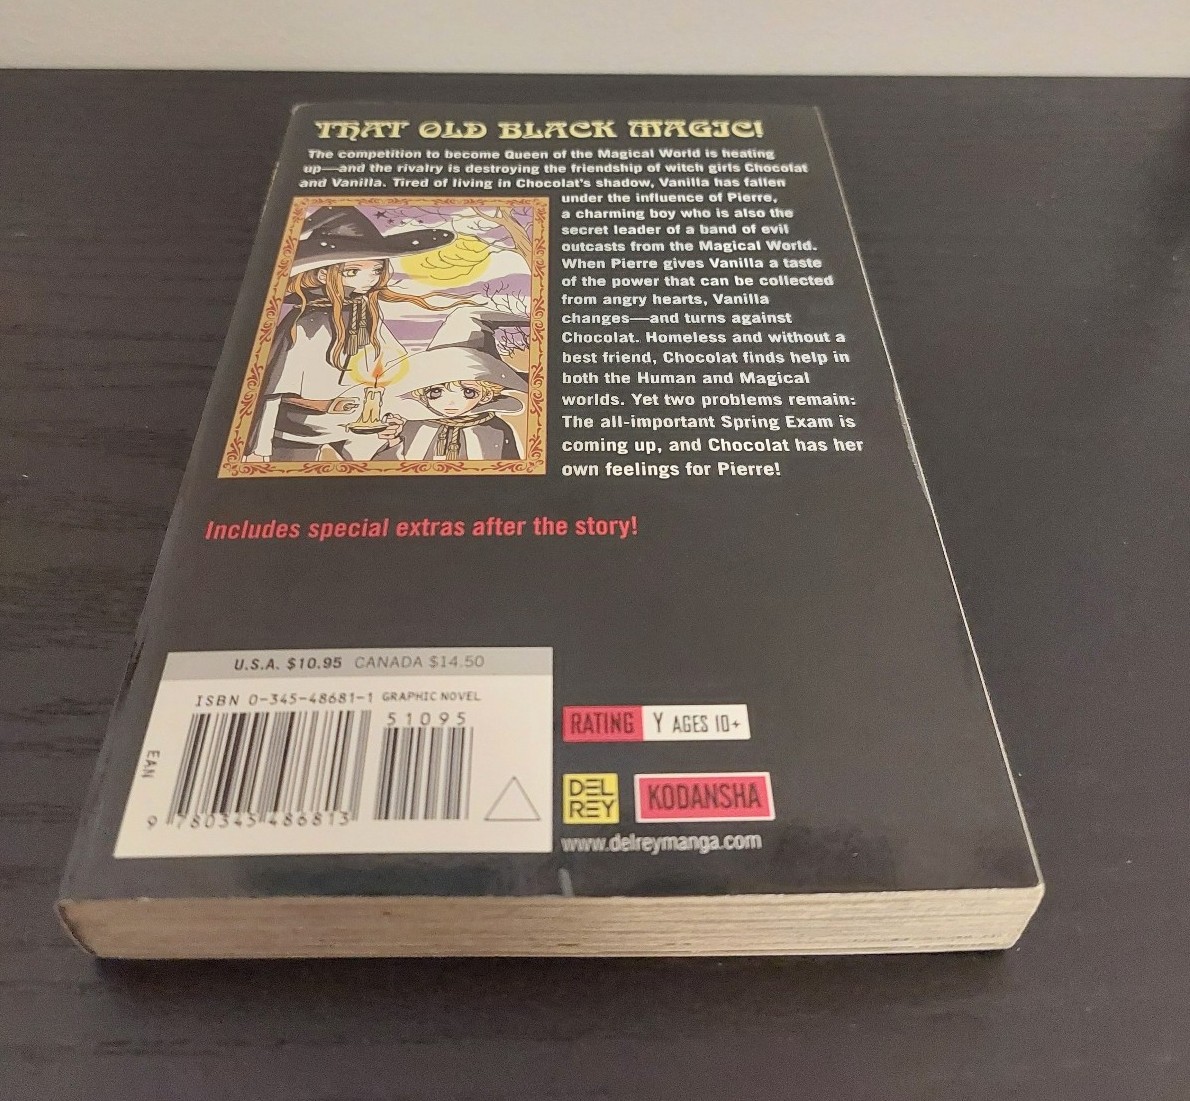 THAT OLD BLACK MAGIC!
The competition to become Queen of the Magical World is heating
up—and the rivalry is destroying the friendship of witch girls Chocolat
and Vanilla. Tired of living in Chocolat's shadow, Vanilla has fallen
under the influence of Pierre,
a charming boy who is also the
secret leader of a band of evil
outcasts from the Magical World.
When Pierre gives Vanilla a taste
of the power that can be collected
from angry hearts, Vanilla
changes—and turns against
Chocolat. Homeless and without a
best friend, Chocolat finds help in
both the Human and Magical
worlds. Yet two problems remain:
The all-important Spring Exam is
coming up, and Chocolat has her
own feelings for Pierre!
Includes special extras after the story!
U.S.A. $10.95 CANADA $14.50
ISBN 0-345-48681-1 GRAPHIC NOVEL
51095
EAN
9 780345 486813
RATING Y AGES 10+
DEL
REY
KODANSHA
www.delreymanga.com